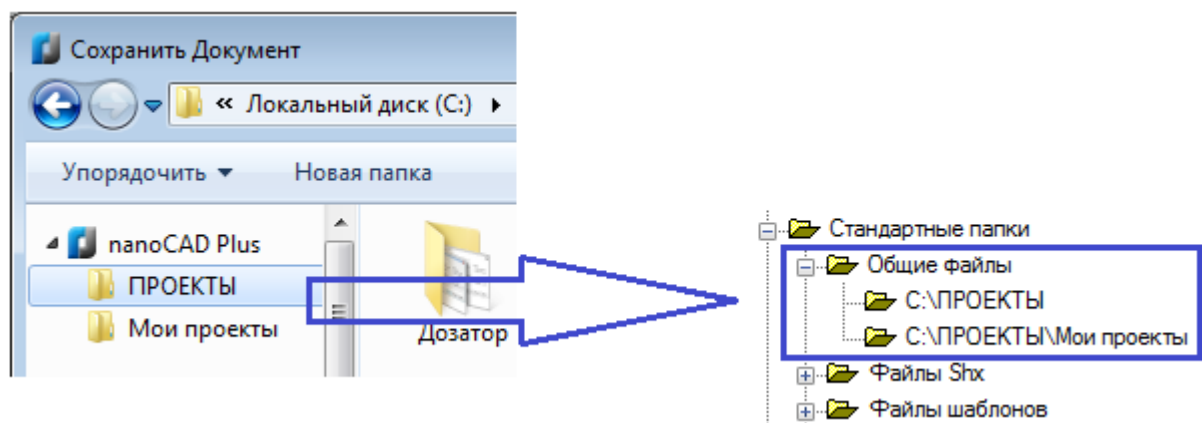 Сохранить Документ
« Локальный диск (C:)
Упорядочить Новая папка
nanoCAD Plus
ПРОЕКТЫ
Мои проекты
Дозатор
Стандартные папки
Общие файлы
C:\ПРОЕКТЫ
C:\ПРОЕКТЫ\Мои проекты
Файлы Shx
Файлы шаблонов